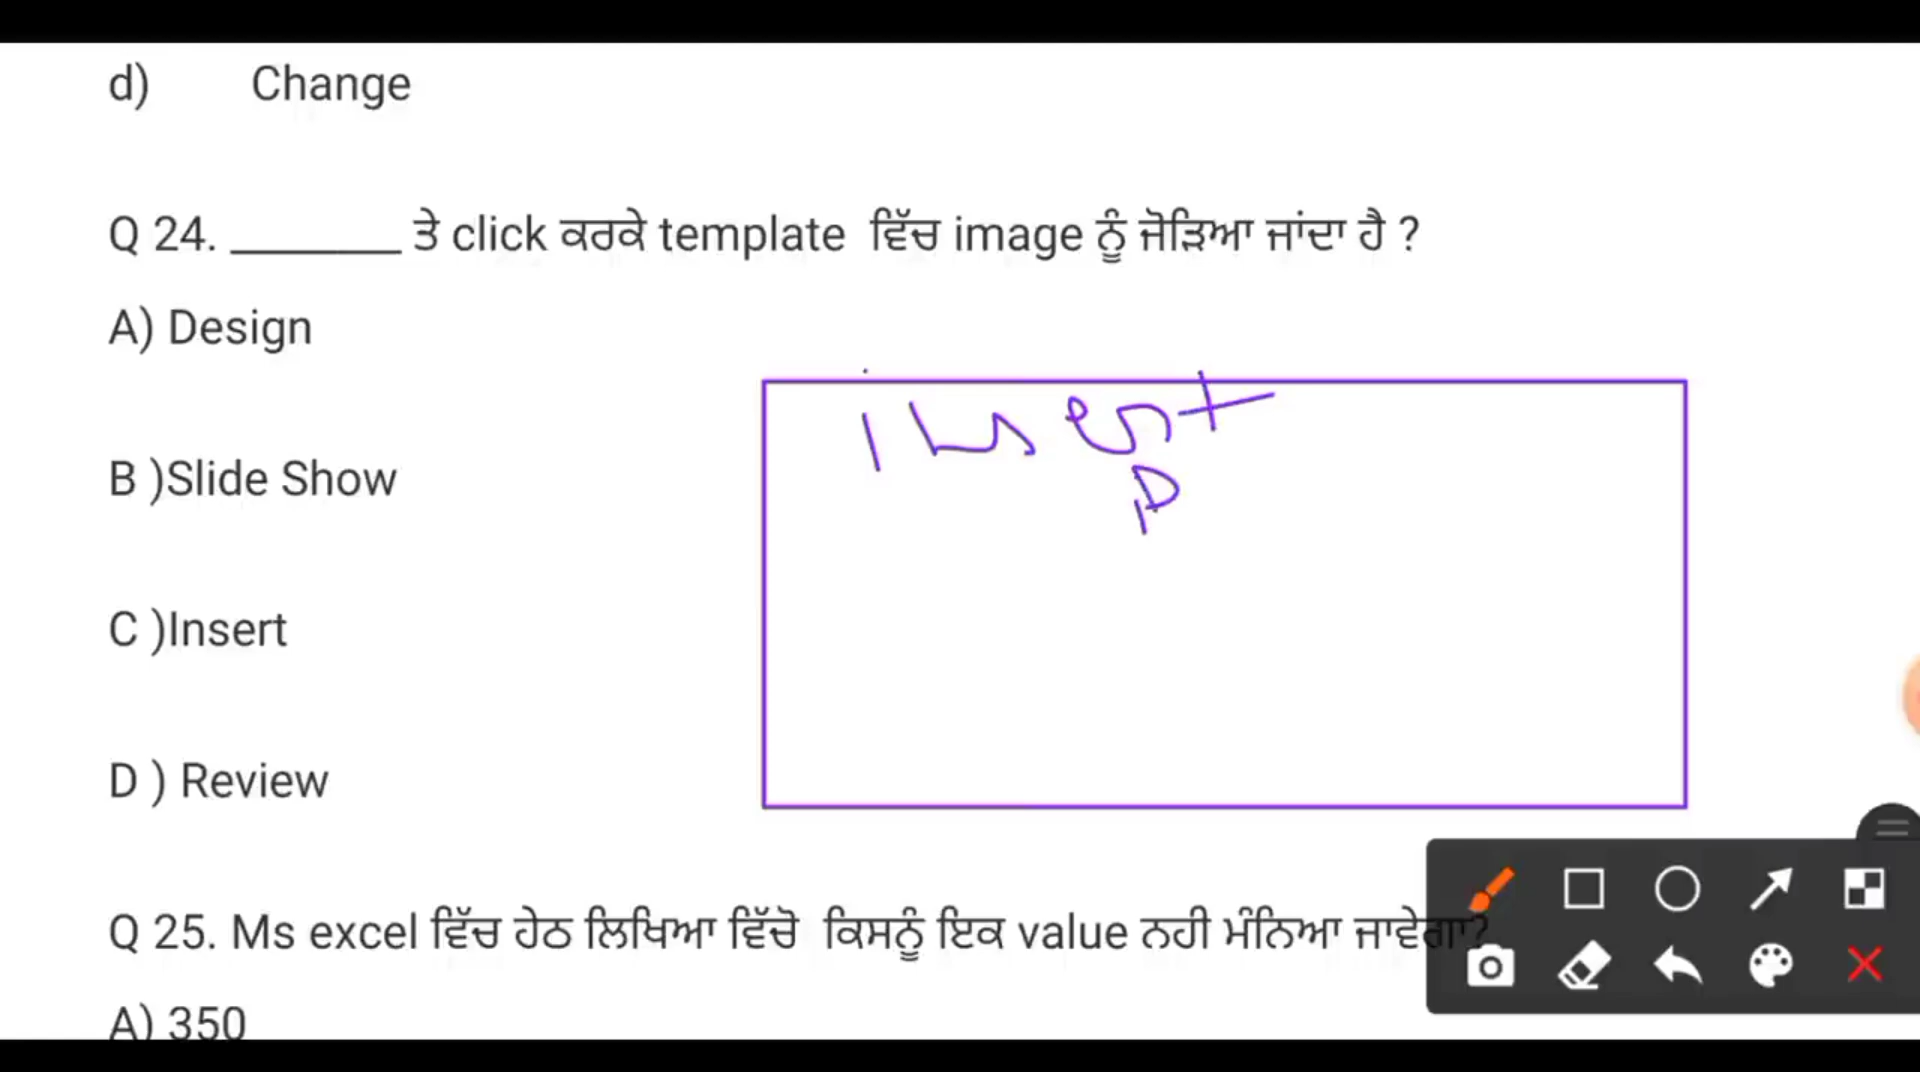 d) Change
Q 24. _______ ਤੇ click ਕਰਕੇ template ਵਿੱਚ image ਨੂੰ ਜੋੜਿਆ ਜਾਂਦਾ ਹੈ ?
A) Design
insert
P
B )Slide Show
C )Insert
D ) Review
Q 25. Ms excel ਵਿੱਚ ਹੇਠ ਲਿਖਿਆ ਵਿੱਚੋ ਕਿਸਨੂੰ ਇਕ value ਨਹੀ ਮੰਨਿਆ ਜਾਵੇਗਾ?
A) 350